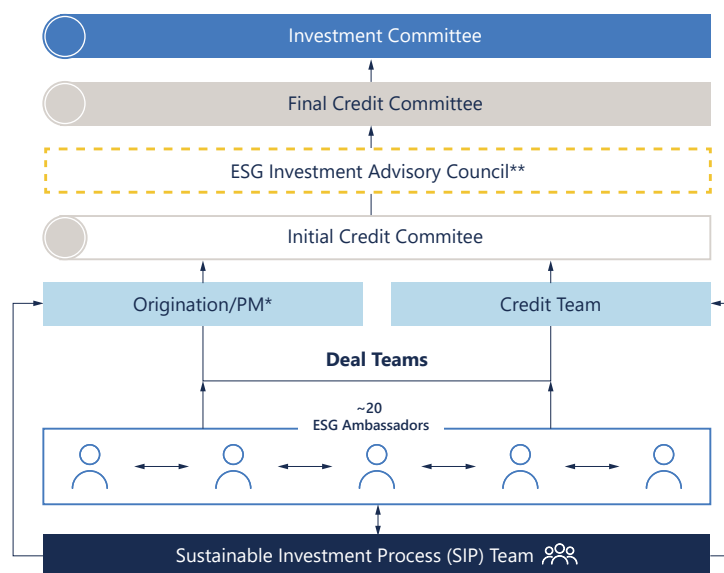 Investment Committee
Final Credit Committee
ESG Investment Advisory Council**
Initial Credit Commitee
Origination/PM*
Credit Team
Deal Teams
~20
ESG Ambassadors
Sustainable Investment Process (SIP) Team